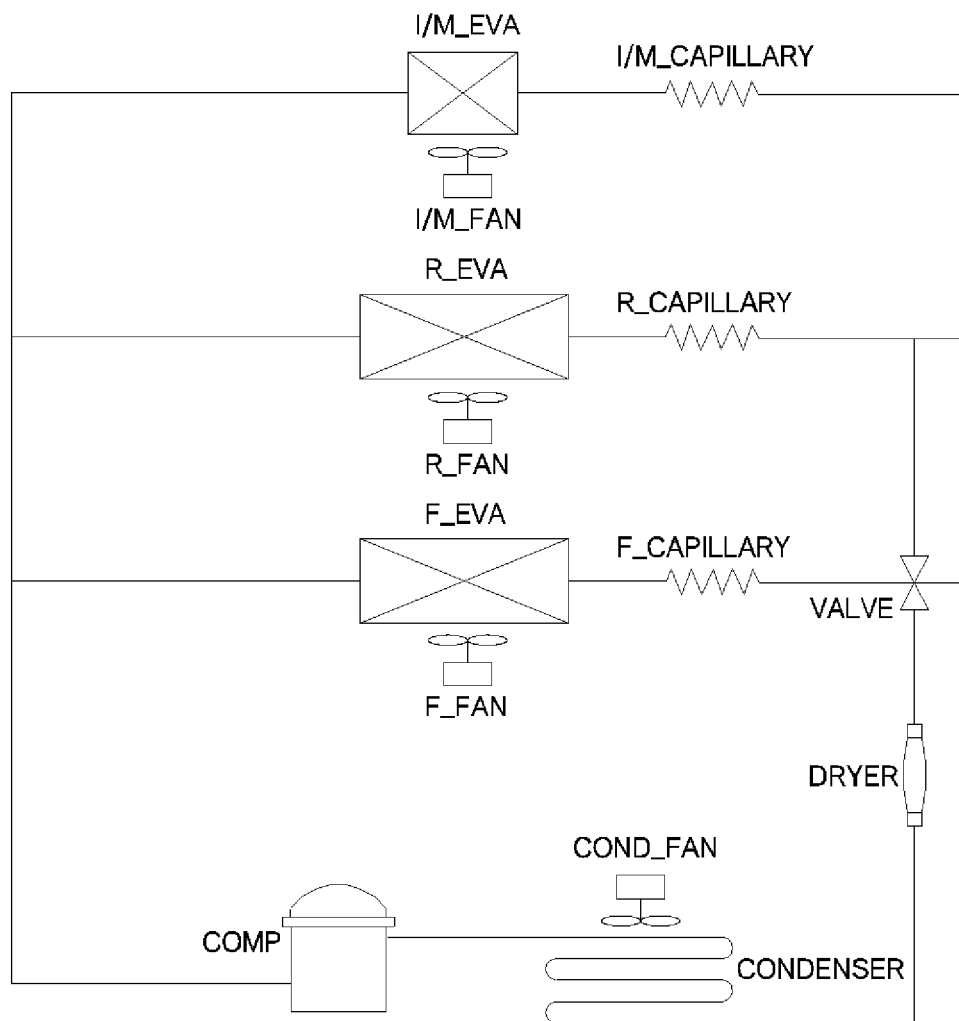 I/M_EVA
I/M_CAPILLARY
I/M_FAN
R_EVA
R_CAPILLARY
R_FAN
F_EVA
F_CAPILLARY
VALVE
F_FAN
DRYER
COND_FAN
COMP
CONDENSER